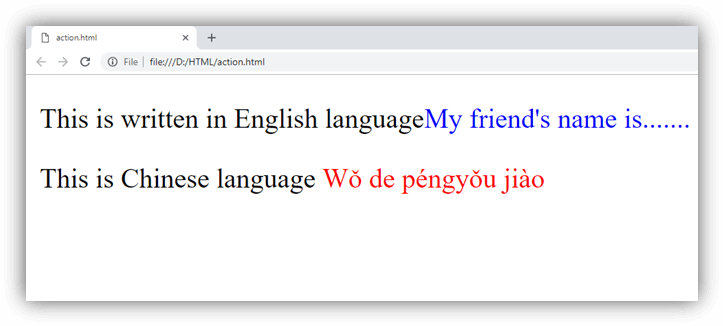 action.html
File file:///D:/HTML/action.html
This is written in English languageMy friend's name is.......
This is Chinese language Wǒ de péngyǒu jiào